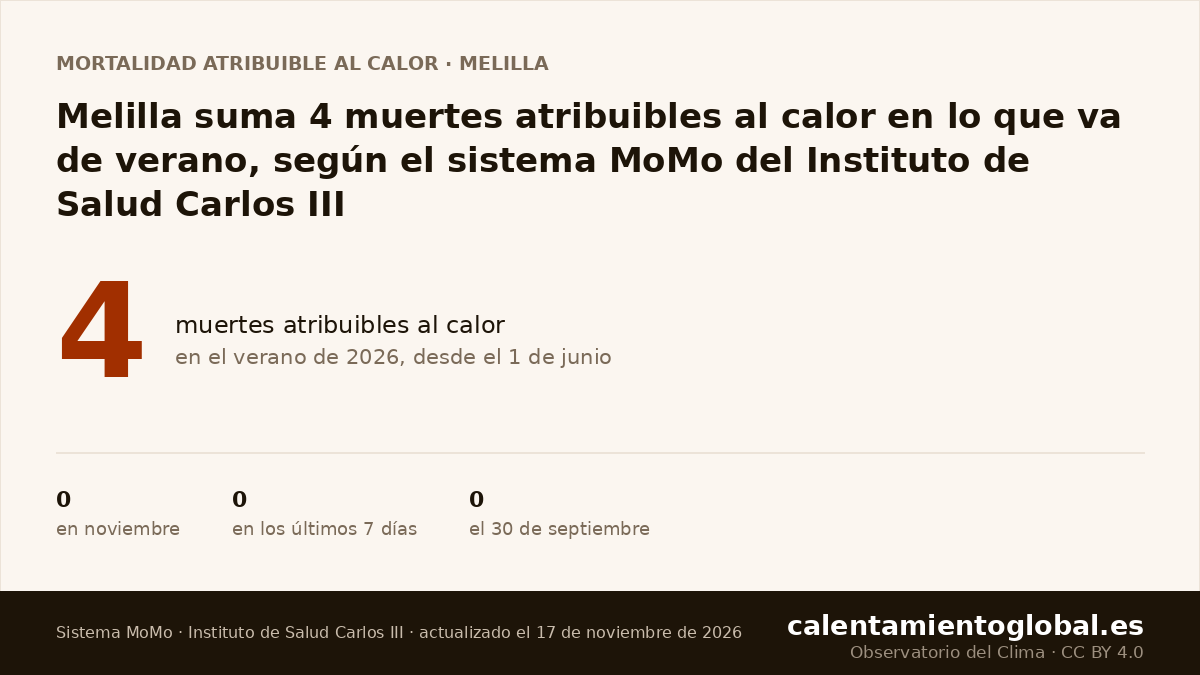 MORTALIDAD ATRIBUIBLE AL CALOR · MELILLA
Melilla suma 4 muertes atribuibles al calor en lo que va
de verano, según el sistema MoMo del Instituto de
Salud Carlos III
4
muertes atribuibles al calor
en el verano de 2026, desde el 1 de junio
0
en noviembre
0
en los últimos 7 días
0
el 30 de septiembre
Sistema MoMo · Instituto de Salud Carlos III · actualizado el 17 de noviembre de 2026
calentamientoglobal.es
Observatorio del Clima · CC BY 4.0